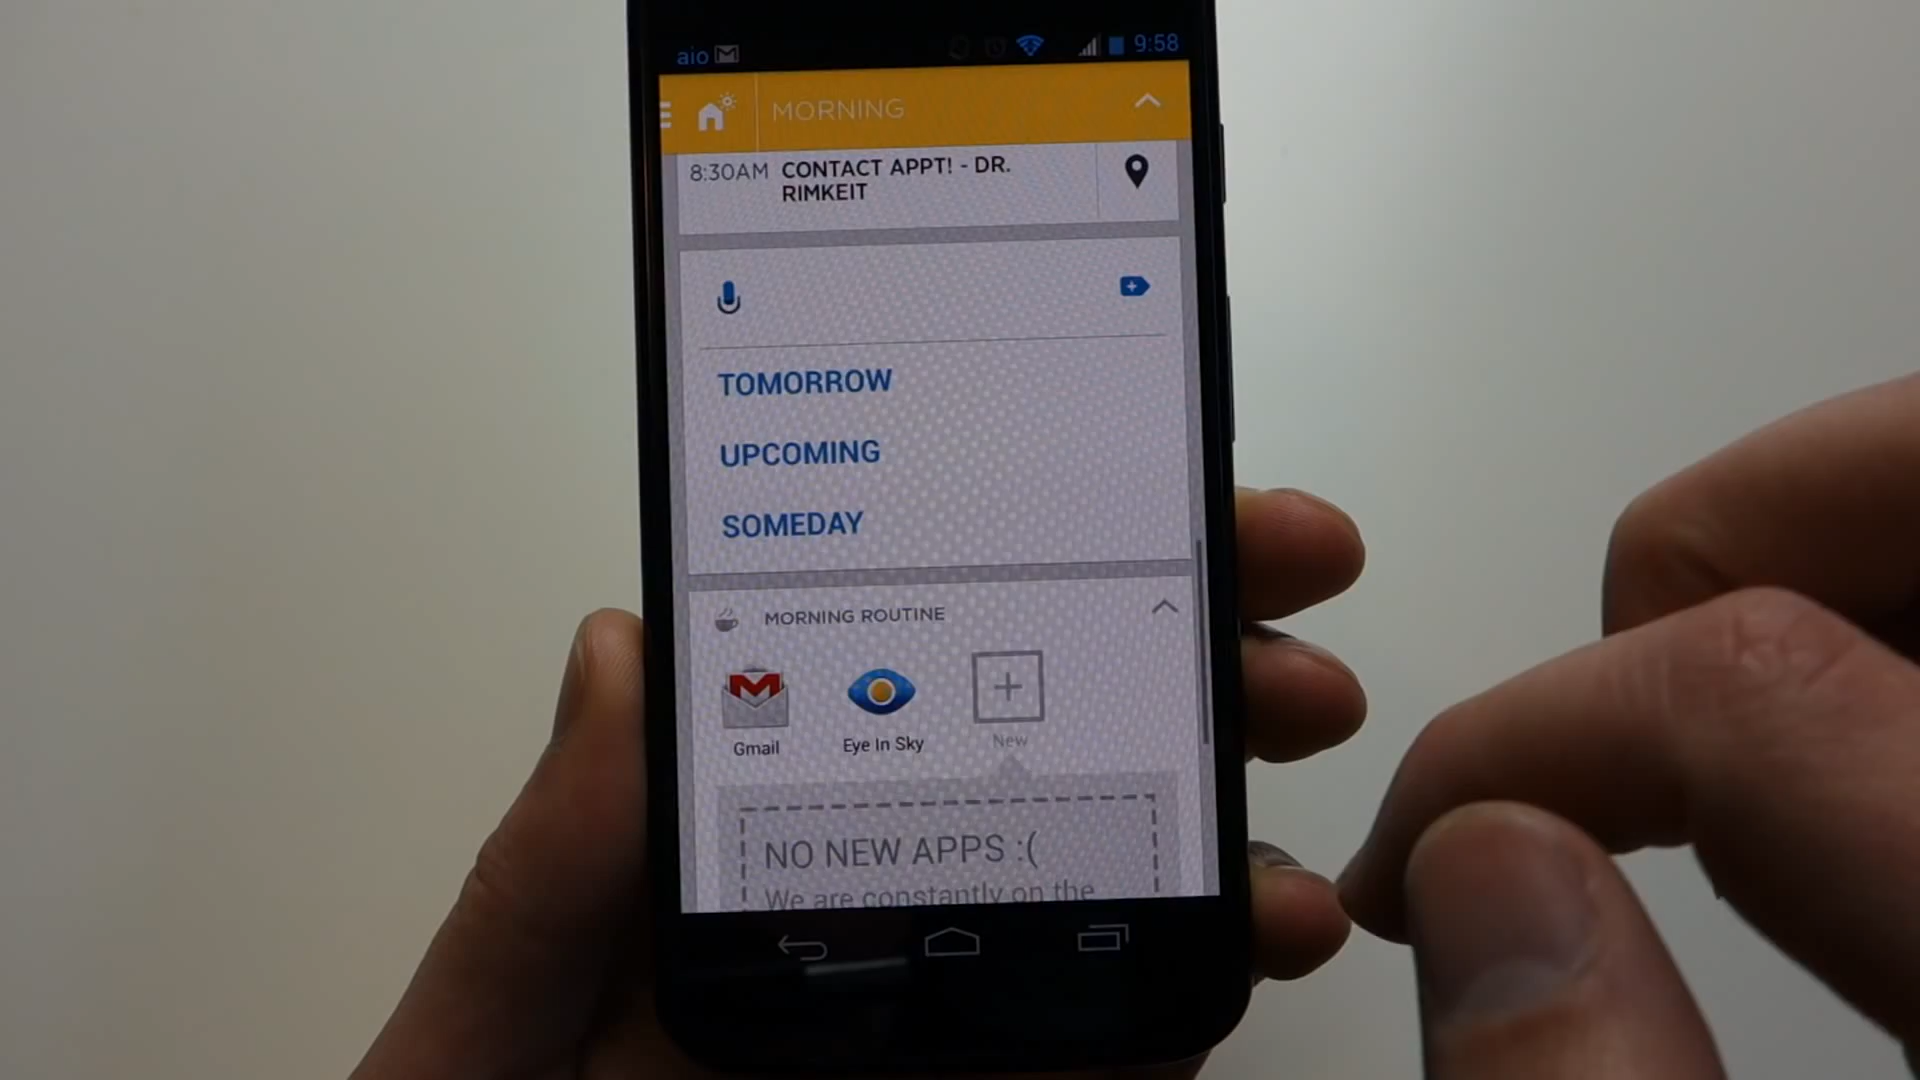 aio 9:58
MORNING
8:30AM CONTACT APPT! - DR.
RIMKEIT
TOMORROW
UPCOMING
SOMEDAY
MORNING ROUTINE
Gmail Eye In Sky New
NO NEW APPS :(
We are constantly on the